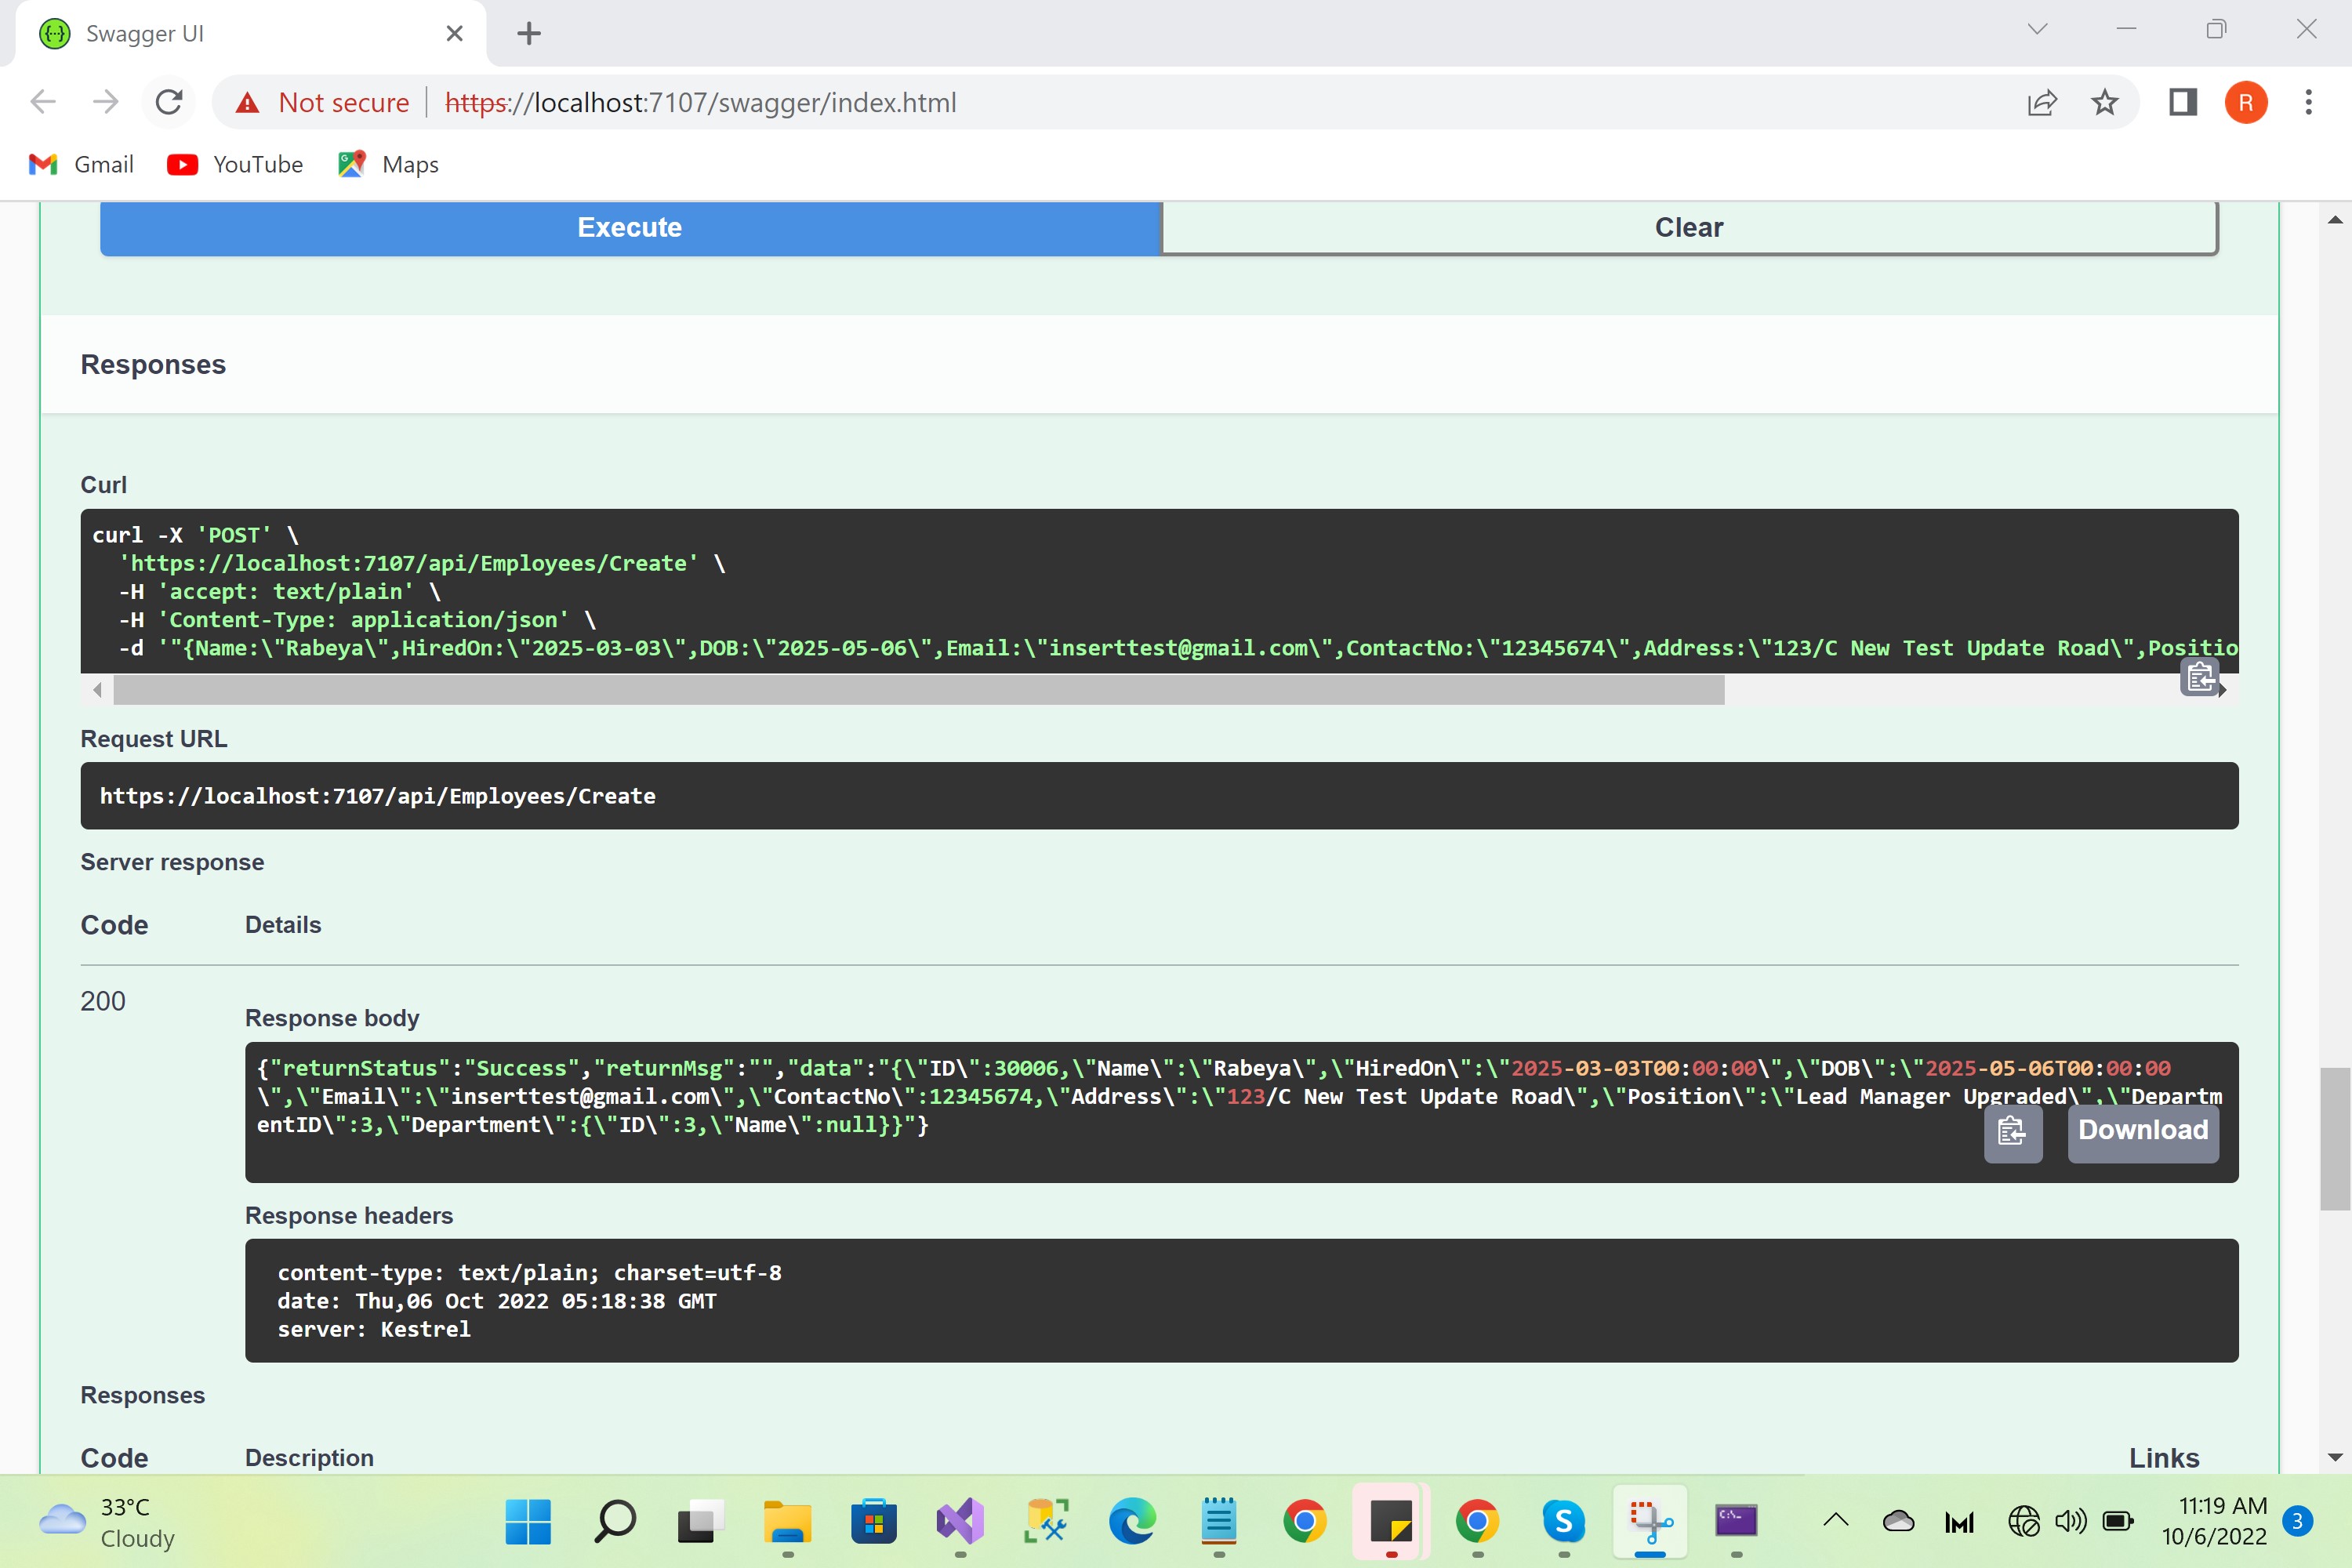 Swagger UI
Not secure https://localhost:7107/swagger/index.html R
Gmail YouTube Maps
Execute Clear
Responses
Curl
curl -X 'POST' \
'https://localhost:7107/api/Employees/Create' \
-H 'accept: text/plain' \
-H 'Content-Type: application/json' \
-d '"{Name:\"Rabeya\",HiredOn:\"2025-03-03\",DOB:\"2025-05-06\",Email:\"inserttest@gmail.com\",ContactNo:\"12345674\",Address:\"123/C New Test Update Road\",Positio
Request URL
https://localhost:7107/api/Employees/Create
Server response
Code Details
200
Response body
{"returnStatus":"Success","returnMsg":"","data":"{\"ID\":30006,\"Name\":\"Rabeya\",\"HiredOn\":\"2025-03-03T00:00:00\",\"DOB\":\"2025-05-06T00:00:00
\",\"Email\":\"inserttest@gmail.com\",\"ContactNo\":12345674,\"Address\":\"123/C New Test Update Road\",\"Position\":\"Lead Manager Upgraded\",\"Departm
entID\":3,\"Department\":{\"ID\":3,\"Name\":null}}"}
Download
Response headers
content-type: text/plain; charset=utf-8
date: Thu,06 Oct 2022 05:18:38 GMT
server: Kestrel
Responses
Code Description Links
33°C
Cloudy
11:19 AM
10/6/2022
3